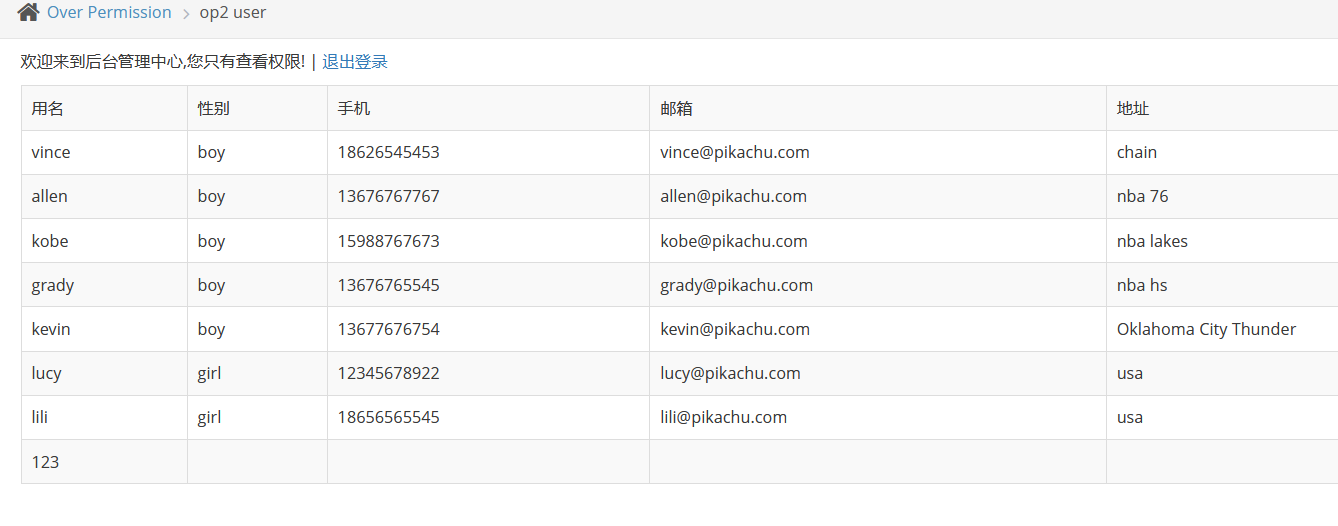 Over Permission > op2 user
欢迎来到后台管理中心,您只有查看权限! | 退出登录
用名 性别 手机 邮箱 地址
vince boy 18626545453 vince@pikachu.com chain
allen boy 13676767767 allen@pikachu.com nba 76
kobe boy 15988767673 kobe@pikachu.com nba lakes
grady boy 13676765545 grady@pikachu.com nba hs
kevin boy 13677676754 kevin@pikachu.com Oklahoma City Thunder
lucy girl 12345678922 lucy@pikachu.com usa
lili girl 18656565545 lili@pikachu.com usa
123